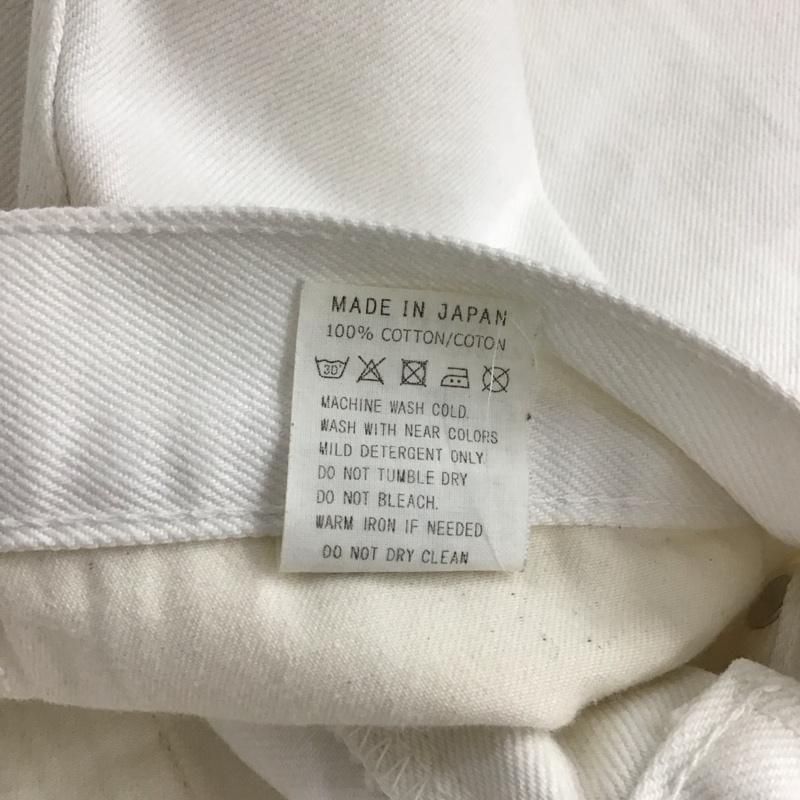 MADE IN JAPAN
100% COTTON/COTON
30
MACHINE WASH COLD.
WASH WITH NEAR COLORS
MILD DETERGENT ONLY.
DO NOT TUMBLE DRY
DO NOT BLEACH.
WARM IRON IF NEEDED
DO NOT DRY CLEAN